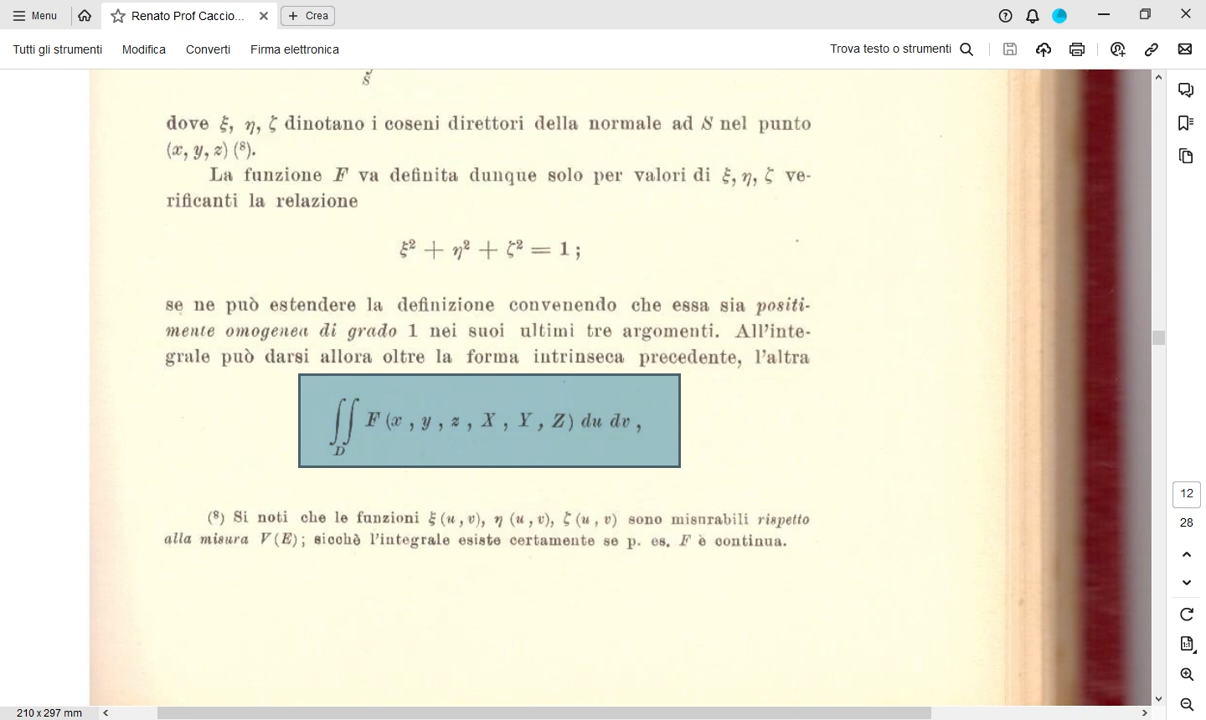 Menu
Renato Prof Caccio...
Crea
Tutti gli strumenti Modifica Converti Firma elettronica Trova testo o strumenti
S
dove ξ, η, ζ dinotano i coseni direttori della normale ad S nel punto
(x, y, z) (⁸).
La funzione F va definita dunque solo per valori di ξ, η, ζ ve-
rificanti la relazione
ξ² + η² + ζ² = 1 ;
se ne può estendere la definizione convenendo che essa sia positi-
mente omogenea di grado 1 nei suoi ultimi tre argomenti. All'inte-
grale può darsi allora oltre la forma intrinseca precedente, l'altra
∬ F (x , y , z , X , Y , Z) du dv ,
D
(⁸) Si noti che le funzioni ξ (u , v), η (u , v), ζ (u , v) sono misurabili rispetto
alla misura V (E) ; sicchè l'integrale esiste certamente se p. es. F è continua.
12
28
210 x 297 mm